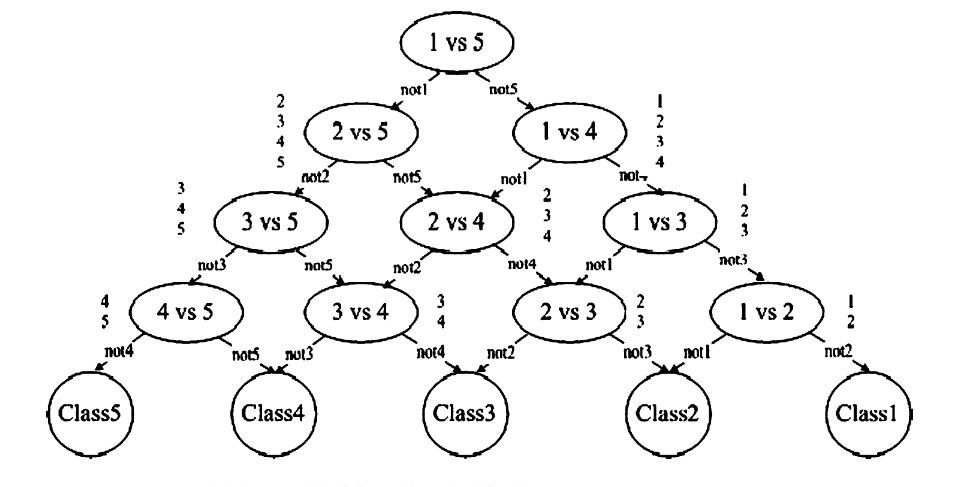 1 vs 5
not1 not5
2
3
4
5
2 vs 5
1 vs 4
1
2
3
4
not2 not5 not1
3
4
5
3 vs 5
2 vs 4
2
3
4
1 vs 3
1
2
3
not3 not5 not2 not4 not1 not3
4
5
4 vs 5
3 vs 4
3
4
2 vs 3
2
3
1 vs 2
1
2
not4 not5 not3 not4 not2 not3 not1 not2
Class5 Class4 Class3 Class2 Class1